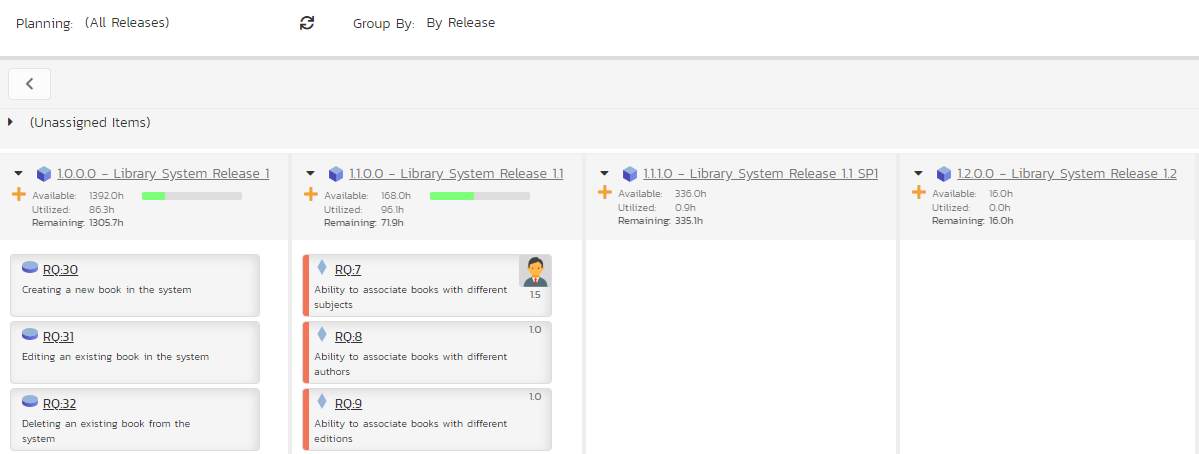 Planning: (All Releases) Group By: By Release
(Unassigned Items)
1.0.0.0 - Library System Release 1
Available: 1392.0h
Utilized: 86.3h
Remaining: 1305.7h
RQ:30
Creating a new book in the system
RQ:31
Editing an existing book in the system
RQ:32
Deleting an existing book from the
system
1.1.0.0 - Library System Release 1.1
Available: 168.0h
Utilized: 96.1h
Remaining: 71.9h
RQ:7
1.5
Ability to associate books with different
subjects
RQ:8
1.0
Ability to associate books with different
authors
RQ:9
1.0
Ability to associate books with different
editions
1.1.1.0 - Library System Release 1.1 SP1
Available: 336.0h
Utilized: 0.9h
Remaining: 335.1h
1.2.0.0 - Library System Release 1.2
Available: 16.0h
Utilized: 0.0h
Remaining: 16.0h